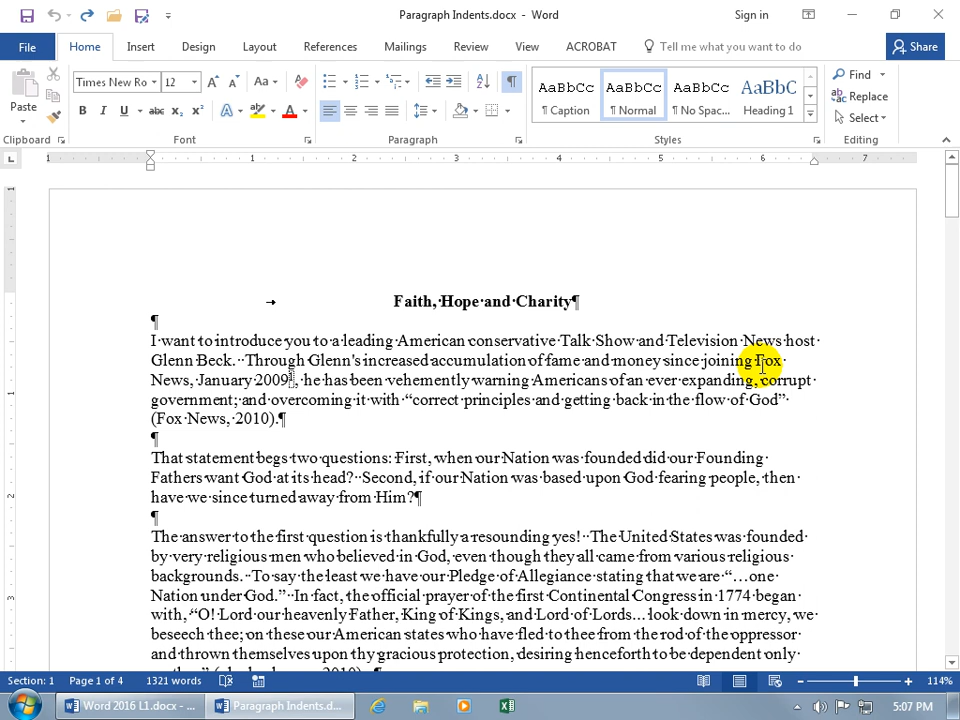 Paragraph Indents.docx - Word
Sign in
File Home Insert Design Layout References Mailings Review View ACROBAT Tell me what you want to do Share
Times New Ro 12 Aa
Paste
B I U abc x₂ x² A A
AaBbCc AaBbCc AaBbCc AaBbC
¶ Caption ¶ Normal ¶ No Spac... Heading 1
Find
Replace
Select
Clipboard Font Paragraph Styles Editing
1 1 2 3 4 5 6 7
→ Faith,·Hope·and·Charity¶
¶
I·want·to·introduce·you·to·a·leading·American·conservative·Talk·Show·and·Television·News·host·
Glenn·Beck.··Through·Glenn's·increased·accumulation·of·fame·and·money·since·joining·Fox·
News,·January·2009, he·has·been·vehemently·warning·Americans·of·an·ever·expanding,·corrupt·
government;·and·overcoming·it·with·“correct·principles·and·getting·back·in·the·flow·of·God”·
(Fox·News,·2010).¶
¶
That·statement·begs·two·questions:·First,·when·our·Nation·was·founded·did·our·Founding·
Fathers·want·God·at·its·head?··Second,·if·our·Nation·was·based·upon·God·fearing·people,·then·
have·we·since·turned·away·from·Him?¶
¶
The·answer·to·the·first·question·is·thankfully·a·resounding·yes!··The·United·States·was·founded·
by·very·religious·men·who·believed·in·God,·even·though·they·all·came·from·various·religious·
backgrounds.··To·say·the·least·we·have·our·Pledge·of·Allegiance·stating·that·we·are·“…one·
Nation·under·God.”··In·fact,·the·official·prayer·of·the·first·Continental·Congress·in·1774·began·
with,·“O!·Lord·our·heavenly·Father,·King·of·Kings,·and·Lord·of·Lords…·look·down·in·mercy,·we·
beseech·thee;·on·these·our·American·states·who·have·fled·to·thee·from·the·rod·of·the·oppressor·
and·thrown·themselves·upon·thy·gracious·protection,·desiring·henceforth·to·be·dependent·only·
Section: 1 Page 1 of 4 1321 words 114%
Word 2016 L1.docx - ... Paragraph Indents.d... 5:07 PM